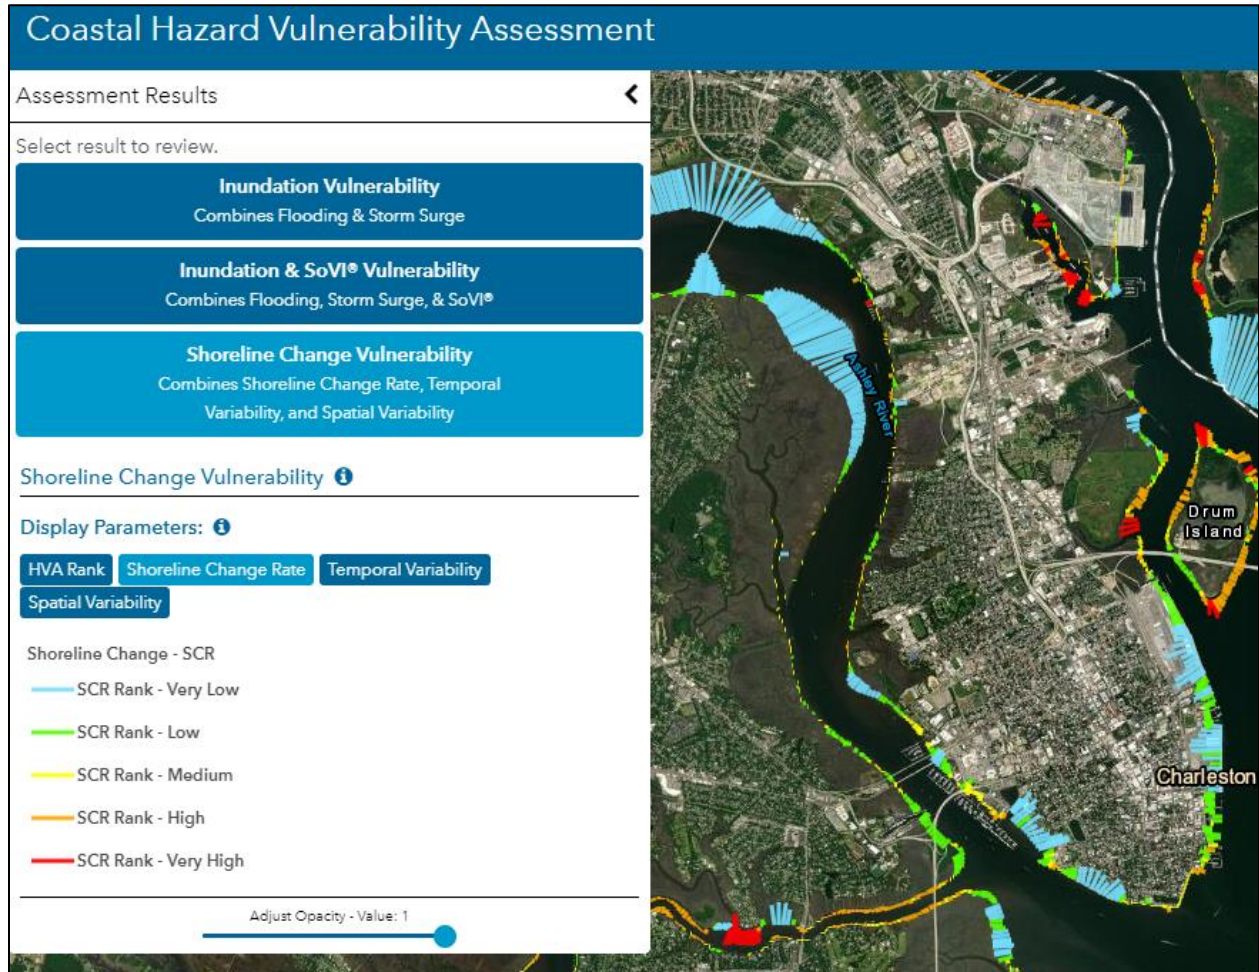 Coastal Hazard Vulnerability Assessment
Assessment Results
Select result to review.
Inundation Vulnerability
Combines Flooding & Storm Surge
Inundation & SoVI® Vulnerability
Combines Flooding, Storm Surge, & SoVI®
Shoreline Change Vulnerability
Combines Shoreline Change Rate, Temporal
Variability, and Spatial Variability
Shoreline Change Vulnerability
Display Parameters:
HVA Rank Shoreline Change Rate Temporal Variability
Spatial Variability
Shoreline Change - SCR
SCR Rank - Very Low
SCR Rank - Low
SCR Rank - Medium
SCR Rank - High
SCR Rank - Very High
Adjust Opacity - Value: 1
Ashley River
Drum
Island
Charleston